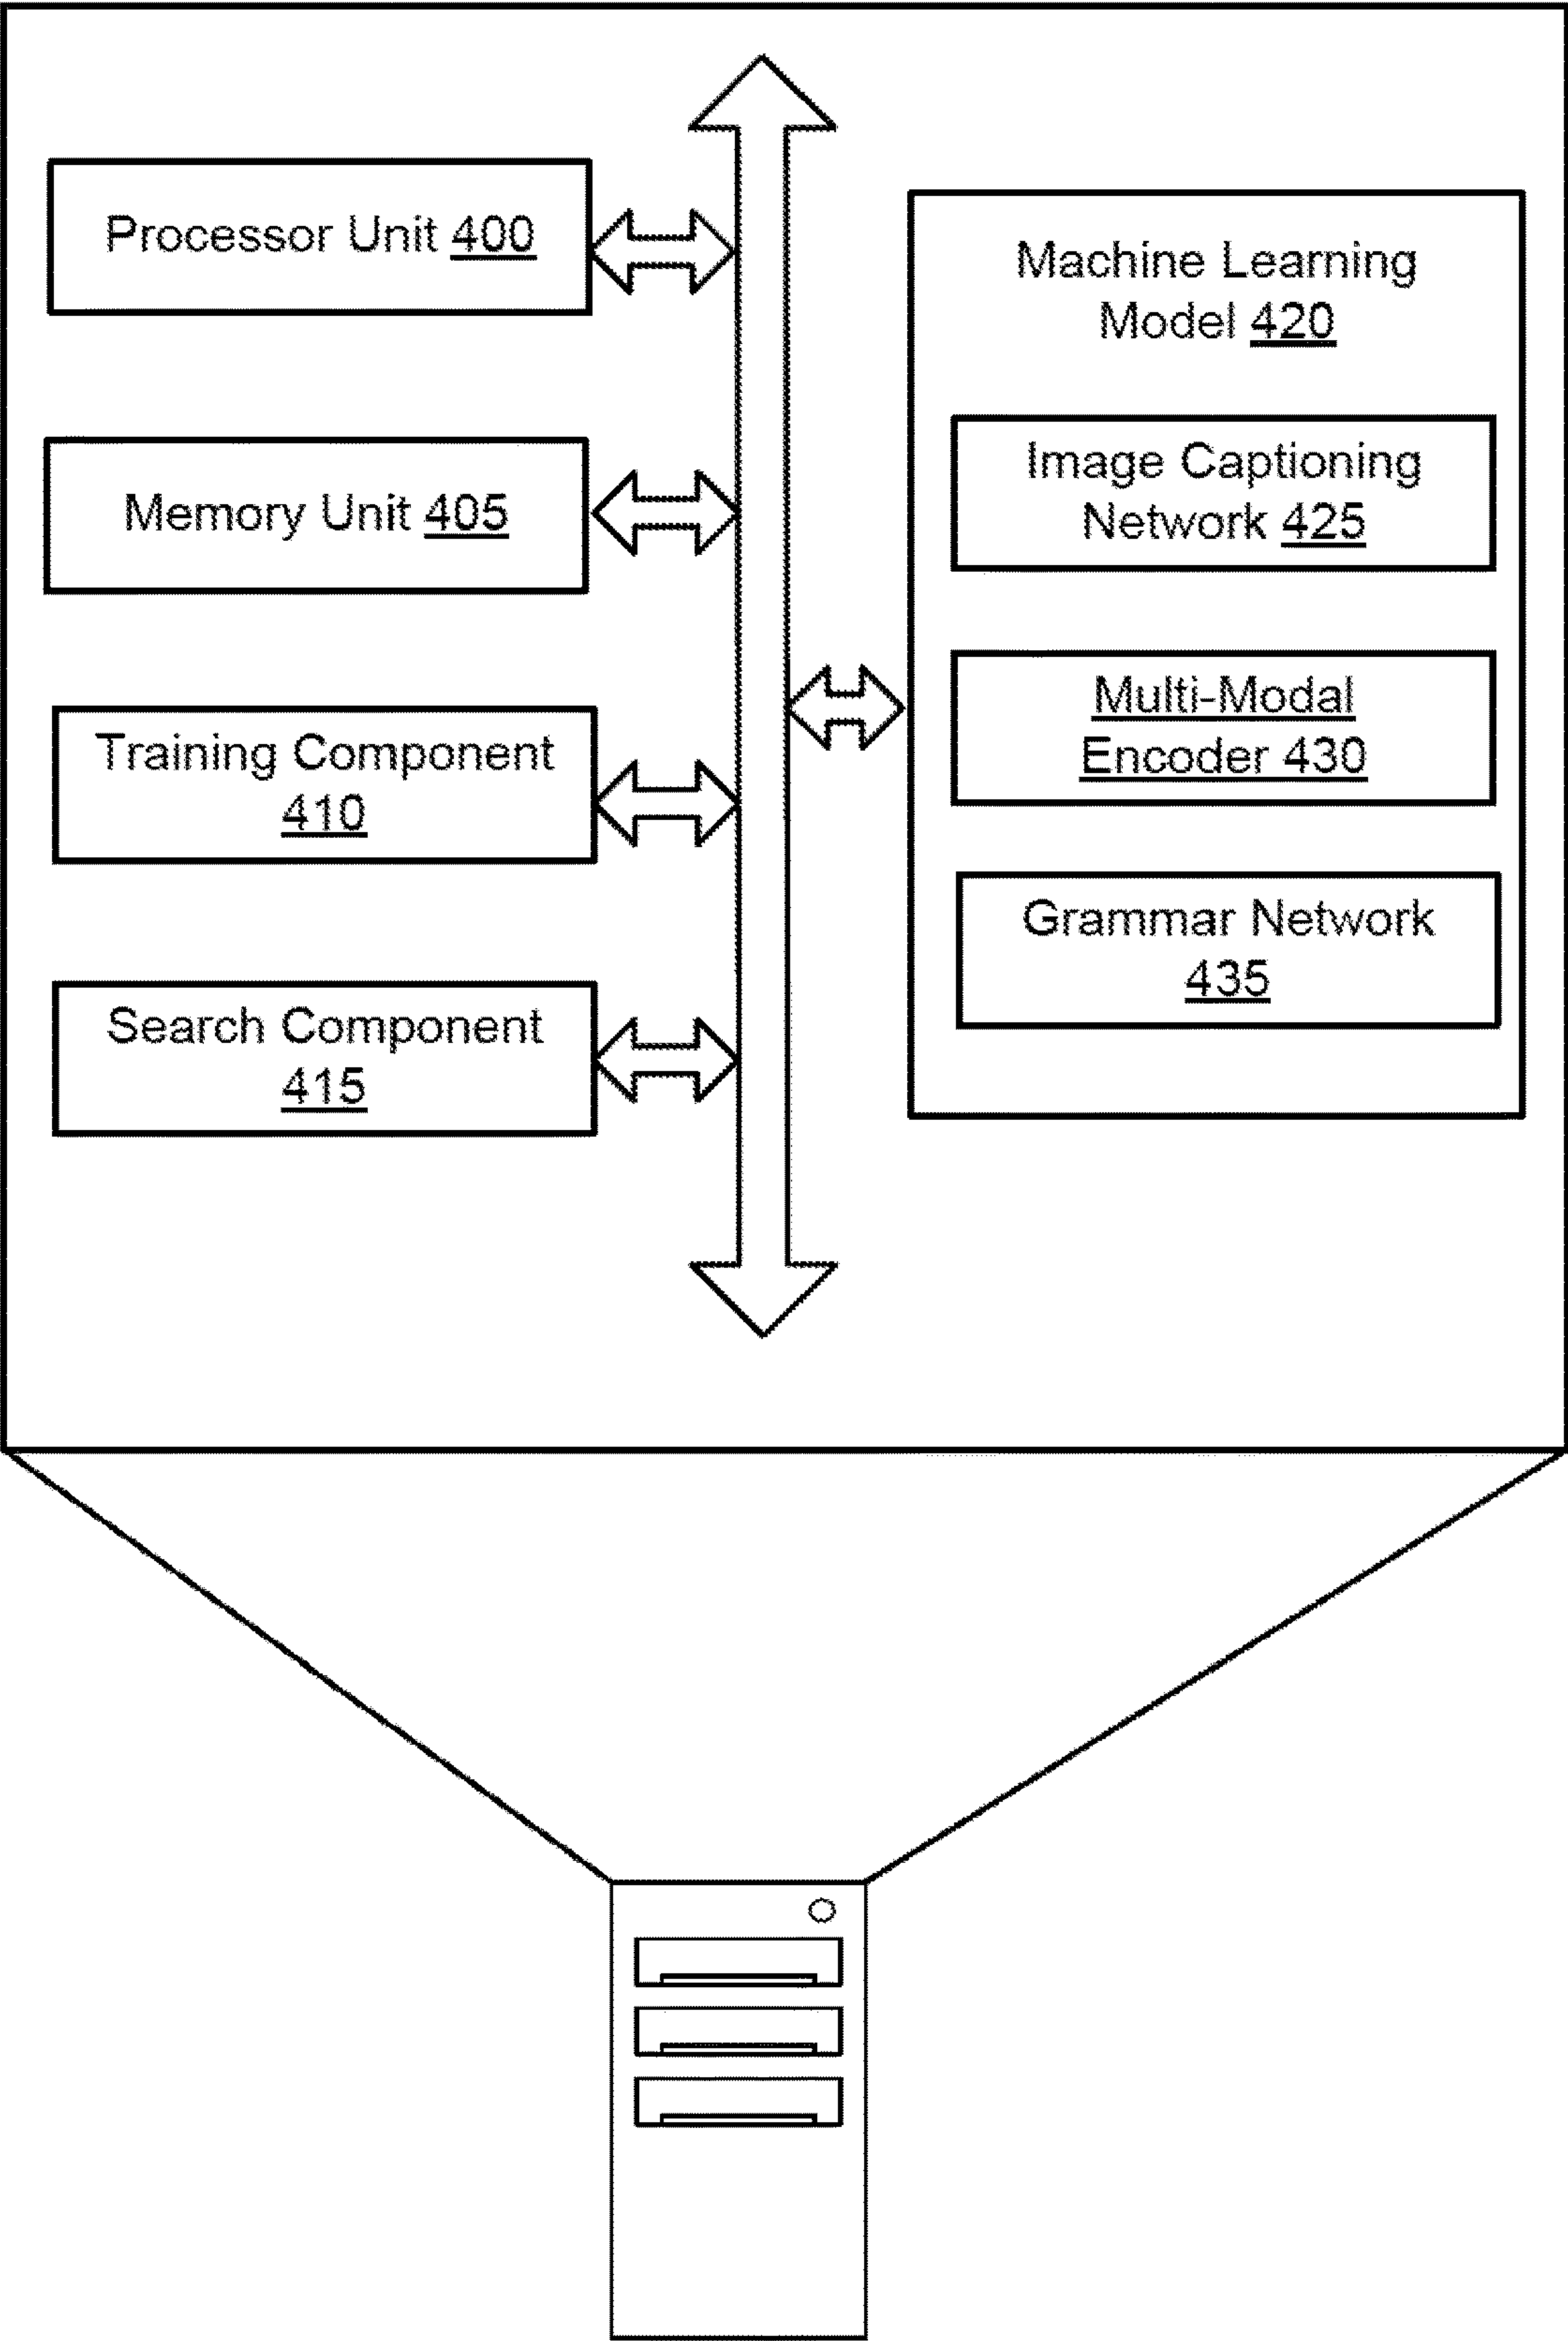 Processor Unit 400
Memory Unit 405
Training Component
410
Search Component
415
Machine Learning
Model 420
Image Captioning
Network 425
Multi-Modal
Encoder 430
Grammar Network
435